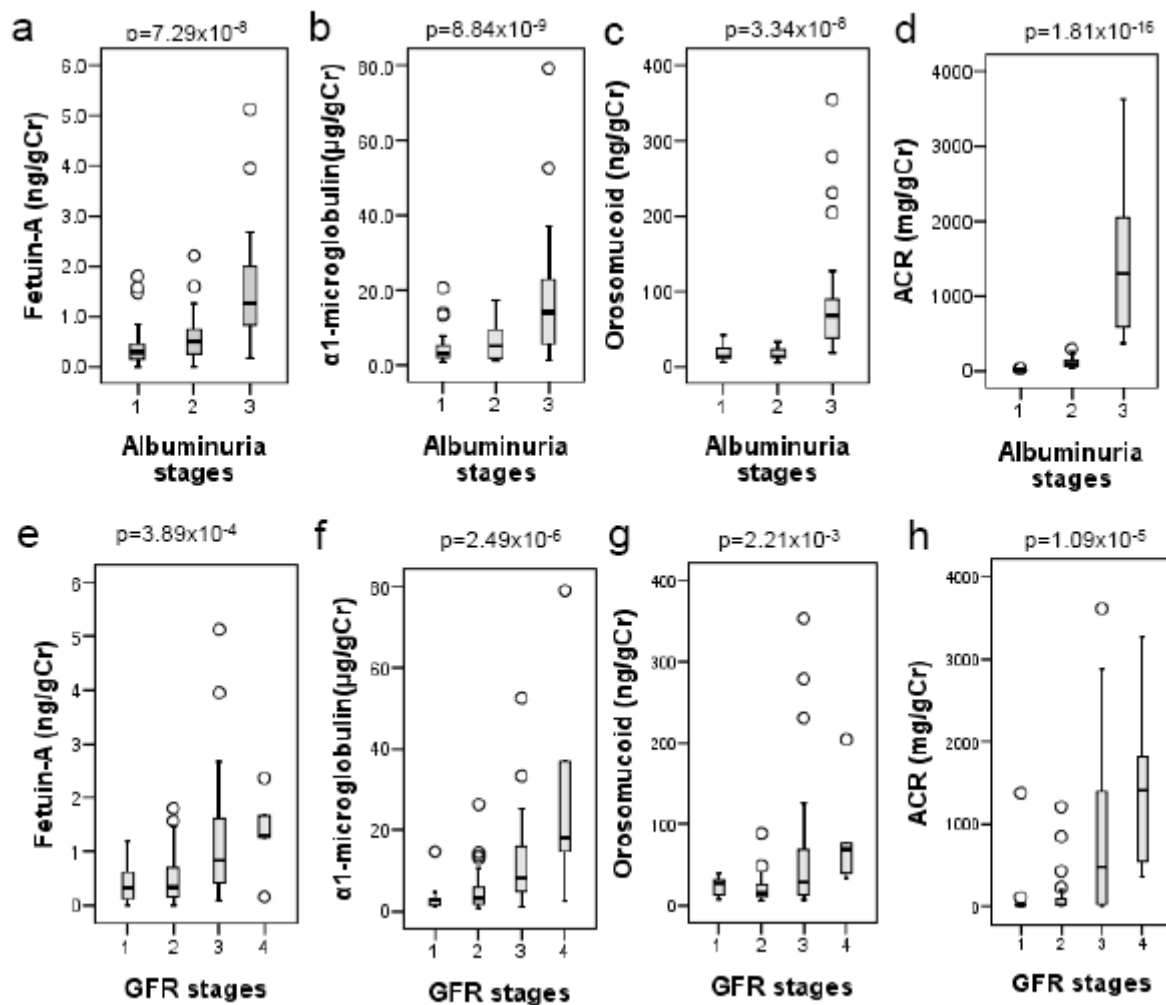 a
p=7.29x10-8
Fetuin-A (ng/gCr)
6.0
5.0
4.0
3.0
2.0
1.0
0.0
1 2 3
Albuminuria
stages
b
p=8.84x10-9
α1-microglobulin(µg/gCr)
80.0
60.0
40.0
20.0
0.0
1 2 3
Albuminuria
stages
c
p=3.34x10-8
Orosomucoid (ng/gCr)
400
300
200
100
0
1 2 3
Albuminuria
stages
d
p=1.81x10-16
ACR (mg/gCr)
4000
3000
2000
1000
0
1 2 3
Albuminuria
stages
e
p=3.89x10-4
Fetuin-A (ng/gCr)
6
5
4
3
2
1
0
1 2 3 4
GFR stages
f
p=2.49x10-6
α1-microglobulin(µg/gCr)
80
60
40
20
0
1 2 3 4
GFR stages
g
p=2.21x10-3
Orosomucoid (ng/gCr)
400
300
200
100
0
1 2 3 4
GFR stages
h
p=1.09x10-5
ACR (mg/gCr)
4000
3000
2000
1000
0
1 2 3 4
GFR stages